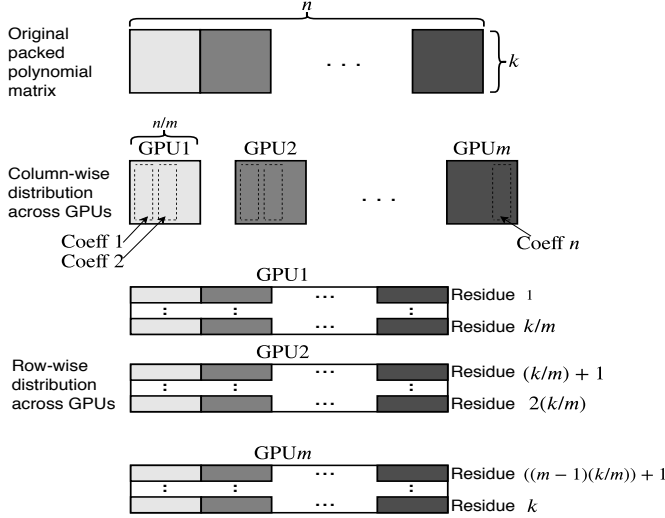 n
Original
packed
polynomial
matrix
. . .
k
n/m
GPU1 GPU2 GPUm
Column-wise
distribution
across GPUs
. . .
Coeff 1
Coeff 2
Coeff n
GPU1
... Residue 1
: : :
... Residue k/m
GPU2
Row-wise
distribution
across GPUs
... Residue (k/m) + 1
: : :
... Residue 2(k/m)
GPUm
... Residue ((m − 1)(k/m)) + 1
: : :
... Residue k